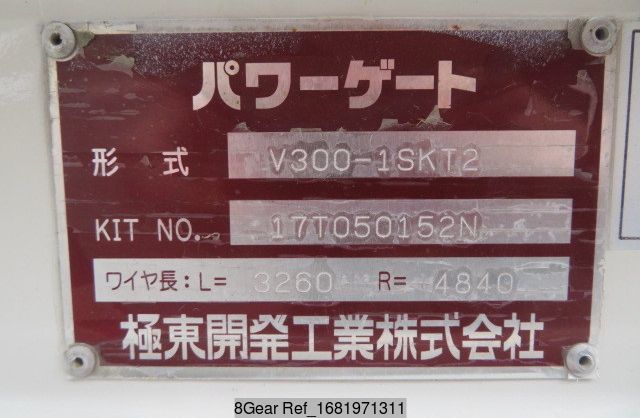 パワーゲート
形式 V300-1SKT2
KIT NO. 17T050152N
ワイヤ長:L= 3260 R= 4840
極東開発工業株式会社
8Gear Ref_1681971311